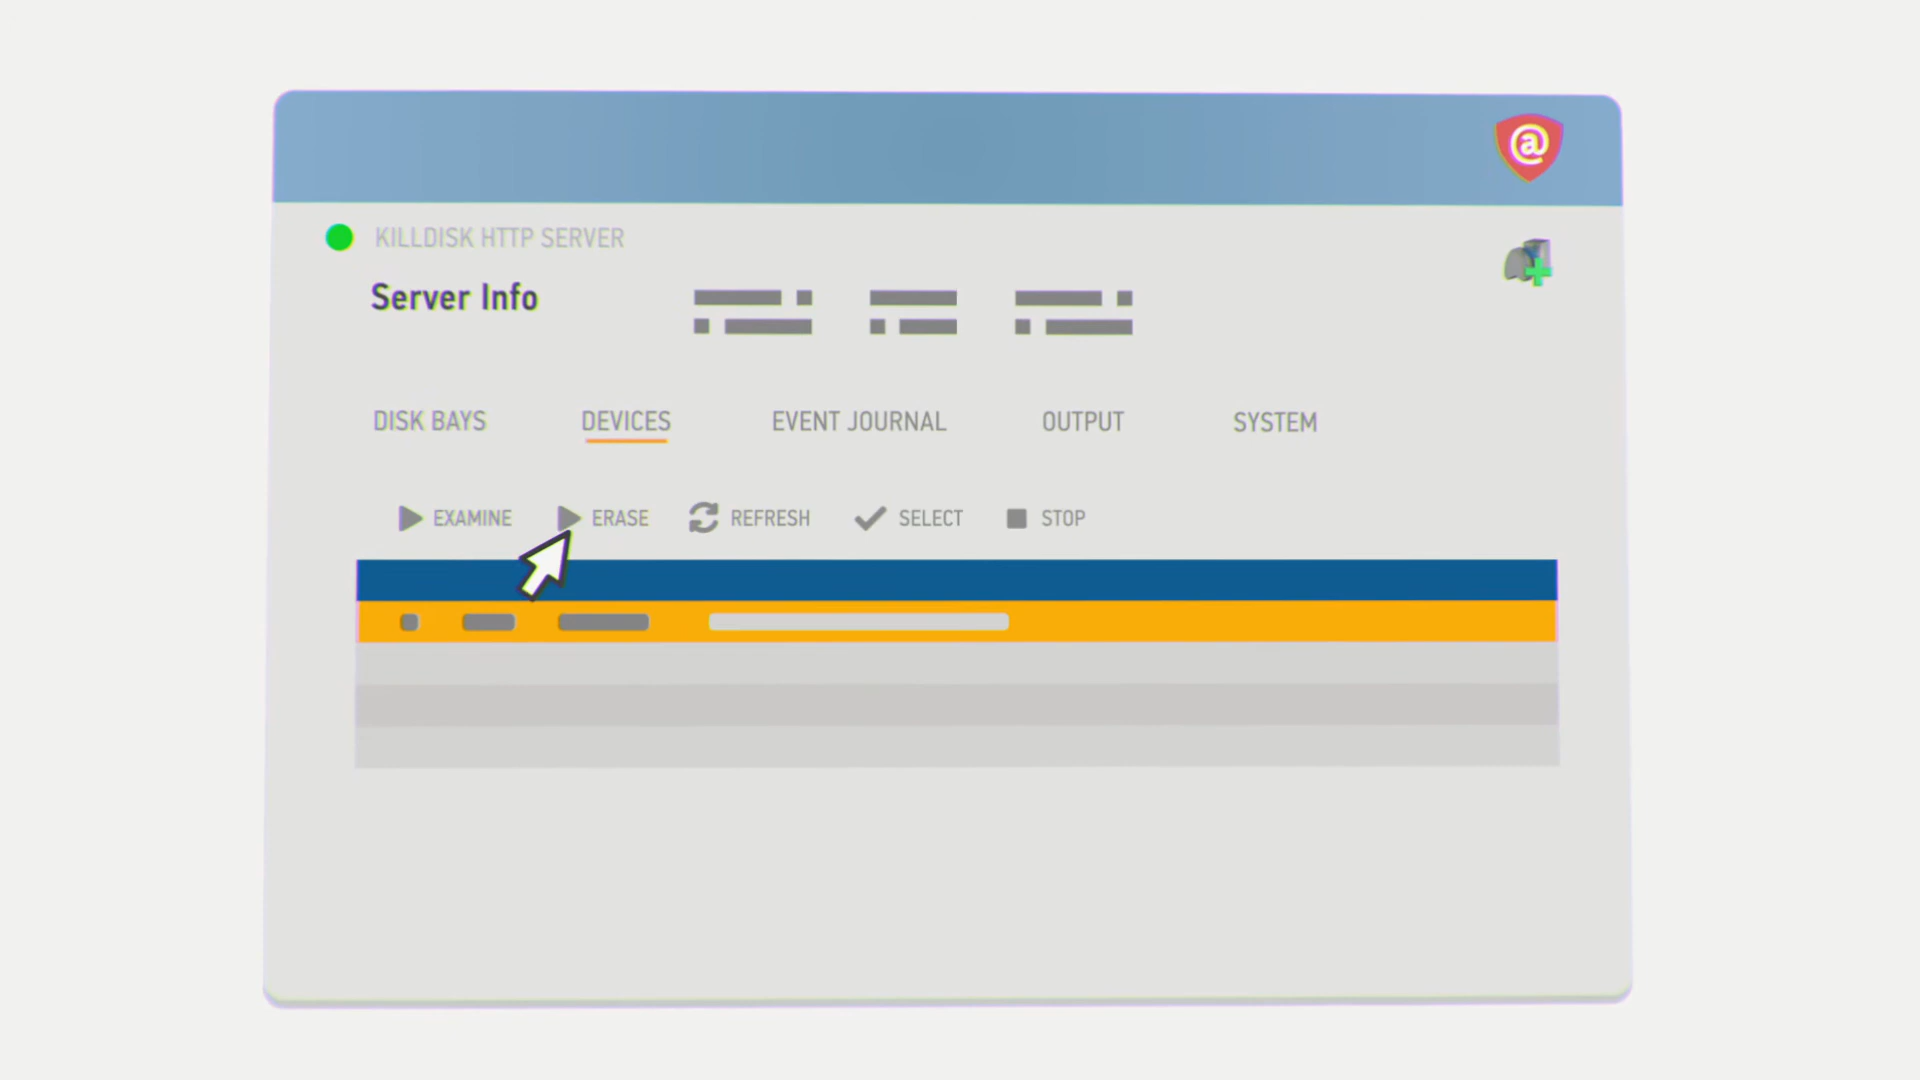 @
KILLDISK HTTP SERVER
Server Info
DISK BAYS DEVICES EVENT JOURNAL OUTPUT SYSTEM
EXAMINE ERASE REFRESH SELECT STOP